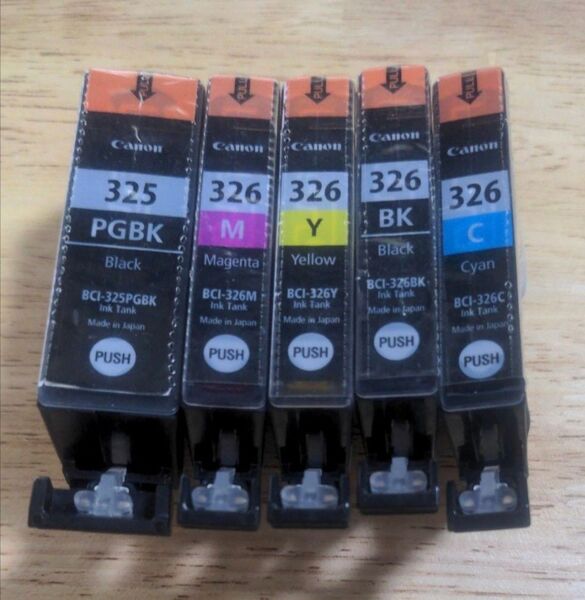 PULL
Canon
325
PGBK
Black
BCI-325PGBK
Ink Tank
Made in Japan
PUSH
PULL
Canon
326
M
Magenta
BCI-326M
Ink Tank
Made in Japan
PUSH
PULL
Canon
326
Y
Yellow
BCI-326Y
Ink Tank
Made in Japan
PUSH
PULL
Canon
326
BK
Black
BCI-326BK
Ink Tank
Made in Japan
PUSH
PULL
Canon
326
C
Cyan
BCI-326C
Ink Tank
Made in Japan
PUSH